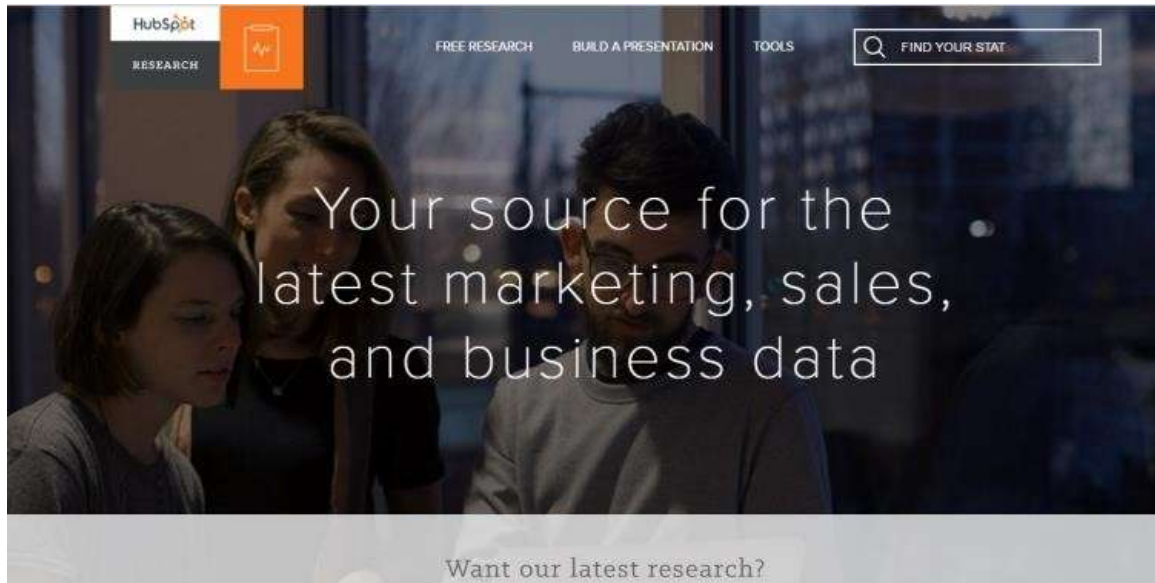 HubSpot
RESEARCH
FREE RESEARCH BUILD A PRESENTATION TOOLS FIND YOUR STAT
Your source for the
latest marketing, sales,
and business data
Want our latest research?